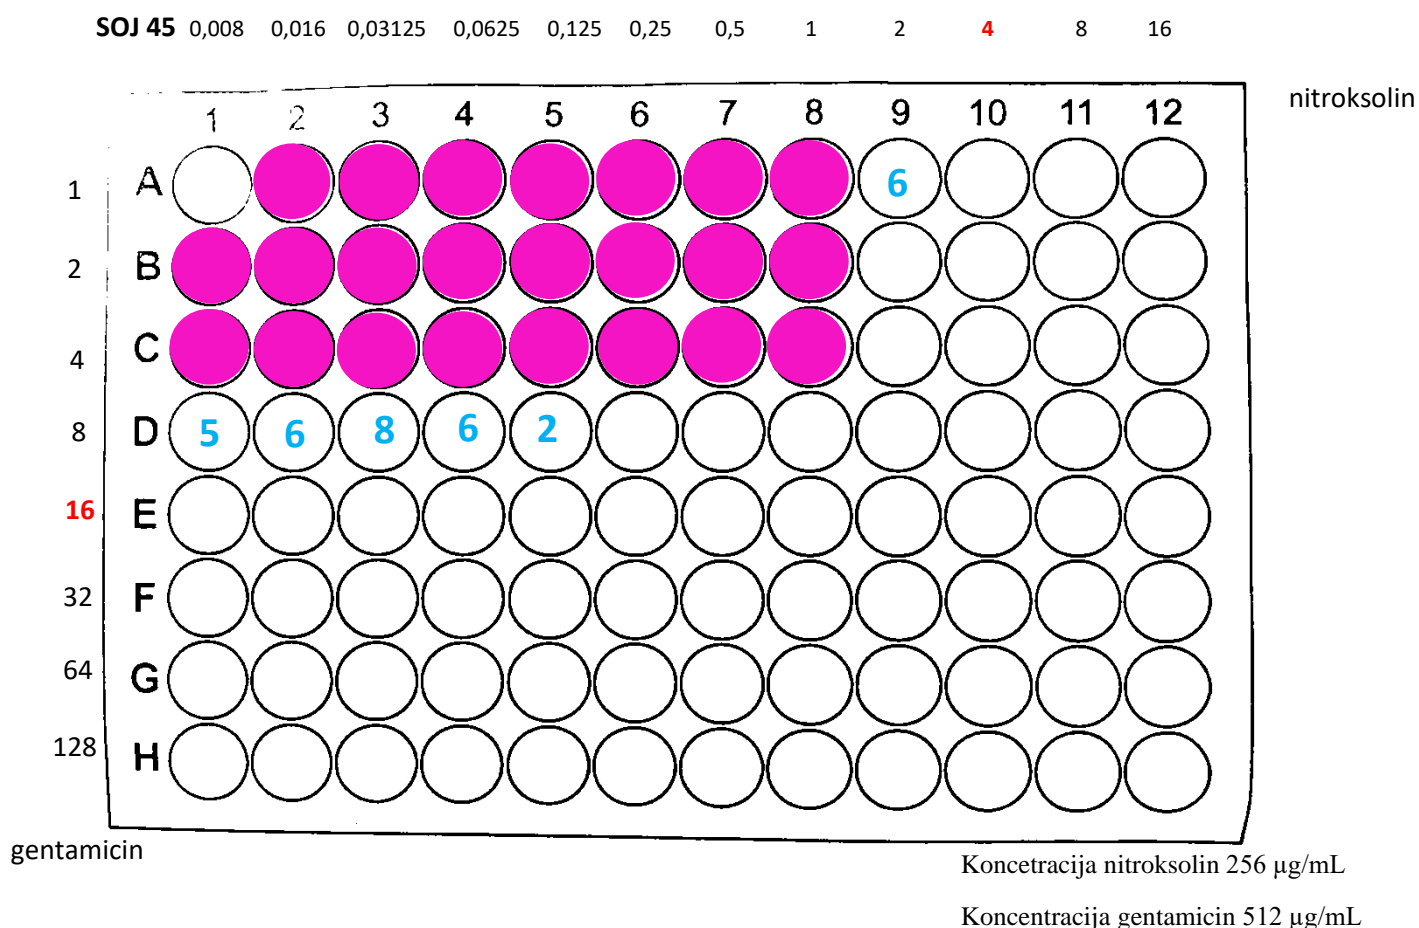 SOJ 45 0,008 0,016 0,03125 0,0625 0,125 0,25 0,5 1 2 4 8 16
nitroksolin
1 2 3 4 5 6 7 8 9 10 11 12
1 A 6
2 B
4 C
8 D 5 6 8 6 2
16 E
32 F
64 G
128 H
gentamicin
Koncetracija nitroksolin 256 µg/mL
Koncentracija gentamicin 512 µg/mL